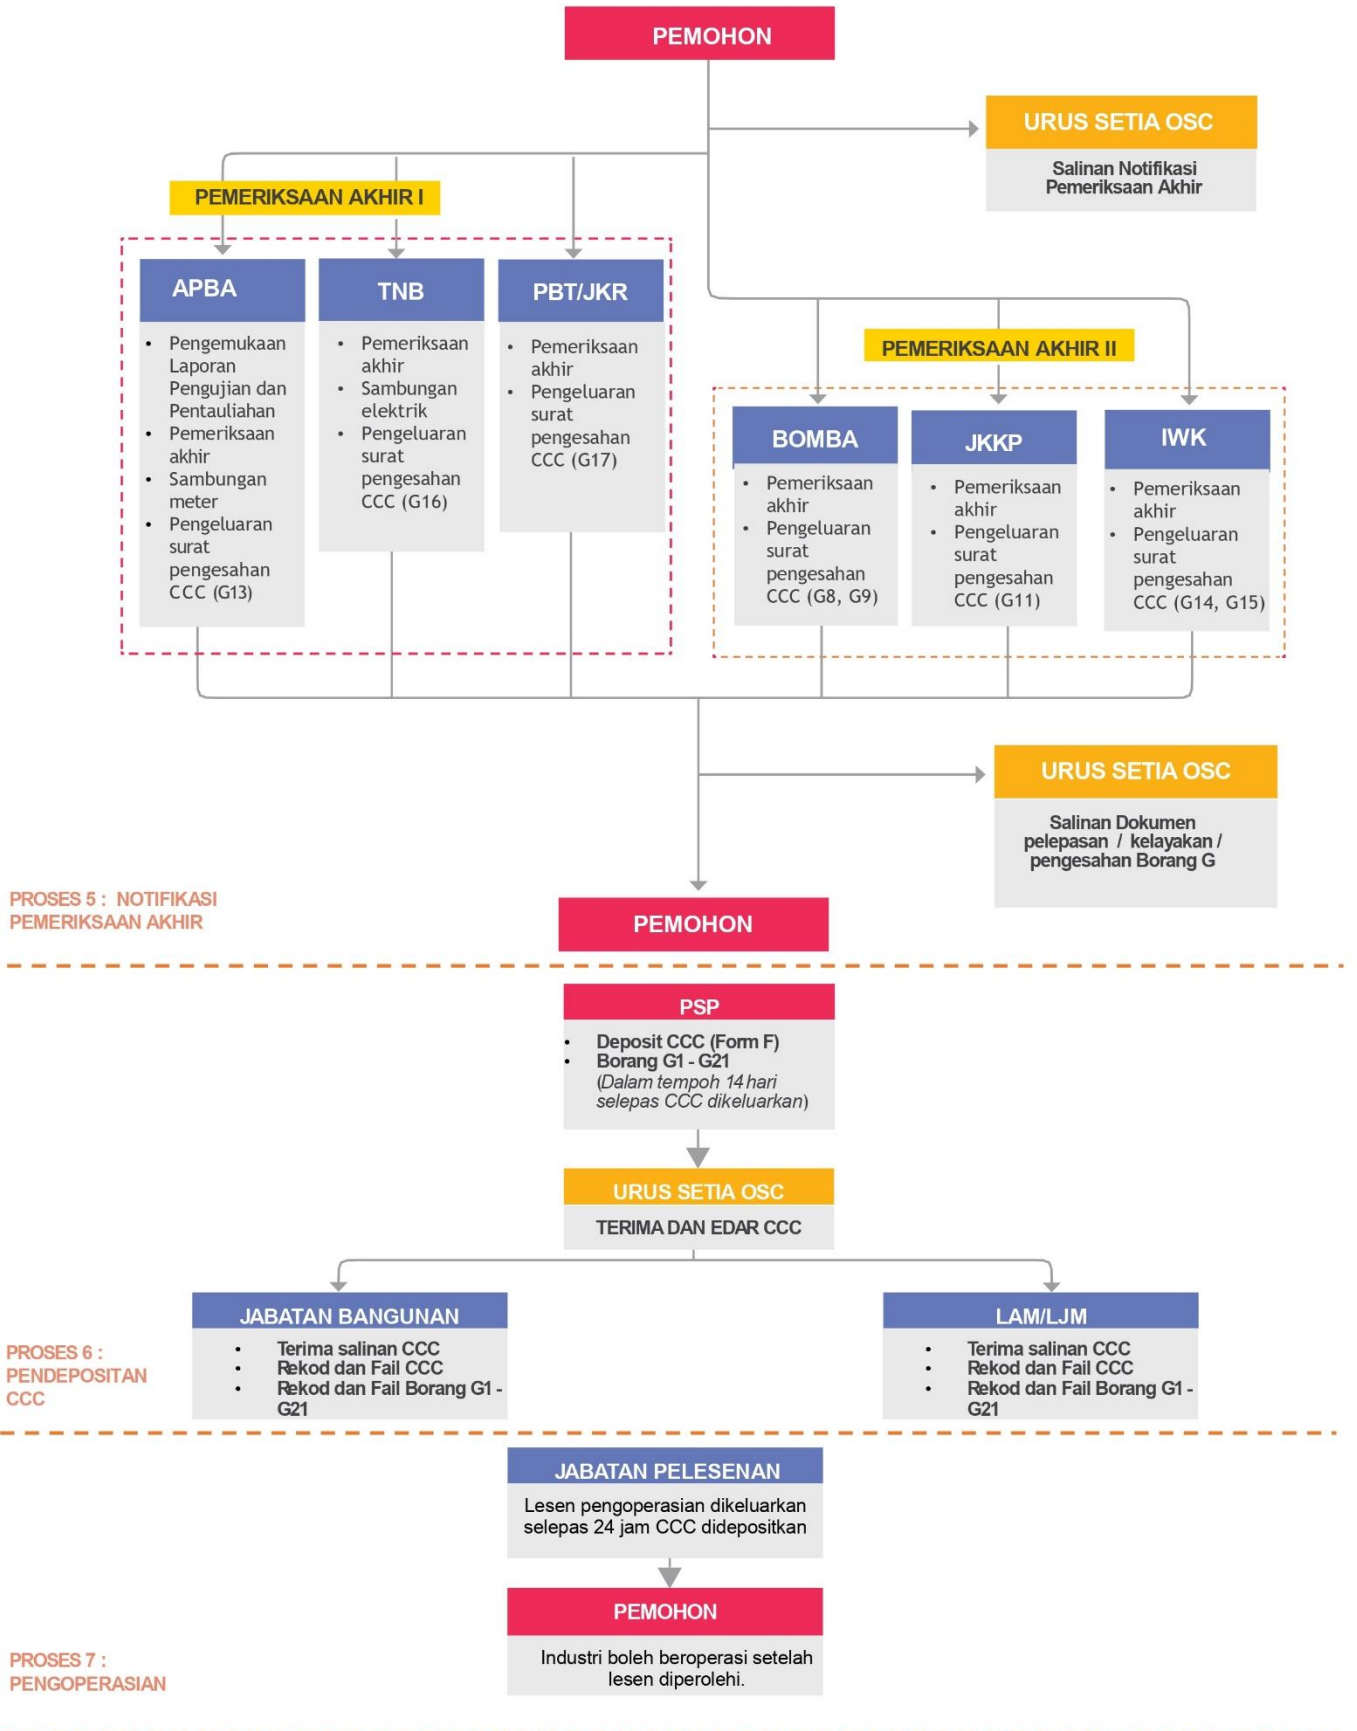 PEMOHON
URUS SETIA OSC
Salinan Notifikasi
Pemeriksaan Akhir
PEMERIKSAAN AKHIR I
APBA
• Pengemukaan
Laporan
Pengujian dan
Pentauliahan
• Pemeriksaan
akhir
• Sambungan
meter
• Pengeluaran
surat
pengesahan
CCC (G13)
TNB
• Pemeriksaan
akhir
• Sambungan
elektrik
• Pengeluaran
surat
pengesahan
CCC (G16)
PBT/JKR
• Pemeriksaan
akhir
• Pengeluaran
surat
pengesahan
CCC (G17)
PEMERIKSAAN AKHIR II
BOMBA
• Pemeriksaan
akhir
• Pengeluaran
surat
pengesahan
CCC (G8, G9)
JKKP
• Pemeriksaan
akhir
• Pengeluaran
surat
pengesahan
CCC (G11)
IWK
• Pemeriksaan
akhir
• Pengeluaran
surat
pengesahan
CCC (G14, G15)
URUS SETIA OSC
Salinan Dokumen
pelepasan / kelayakan /
pengesahan Borang G
PROSES 5 : NOTIFIKASI
PEMERIKSAAN AKHIR
PEMOHON
PSP
• Deposit CCC (Form F)
• Borang G1 - G21
(Dalam tempoh 14 hari
selepas CCC dikeluarkan)
URUS SETIA OSC
TERIMA DAN EDAR CCC
JABATAN BANGUNAN
• Terima salinan CCC
• Rekod dan Fail CCC
• Rekod dan Fail Borang G1 -
G21
LAM/LJM
• Terima salinan CCC
• Rekod dan Fail CCC
• Rekod dan Fail Borang G1 -
G21
PROSES 6 :
PENDEPOSITAN
CCC
JABATAN PELESENAN
Lesen pengoperasian dikeluarkan
selepas 24 jam CCC didepositkan
PEMOHON
Industri boleh beroperasi setelah
lesen diperolehi.
PROSES 7 :
PENGOPERASIAN